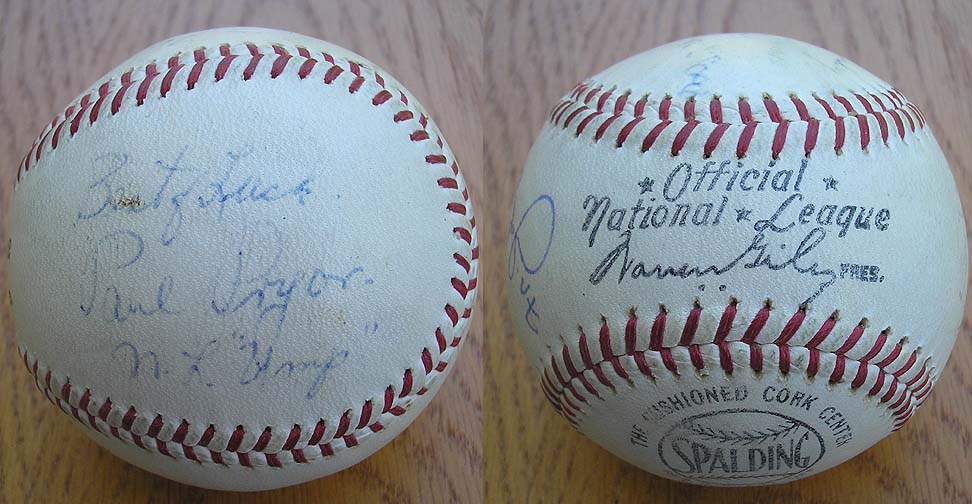 Best of Luck.
Paul Pryor.
N.L. "Ump"
★ Official ★
National ★ League
Warren Giles PRES.
THE CUSHIONED CORK CENTER
SPALDING